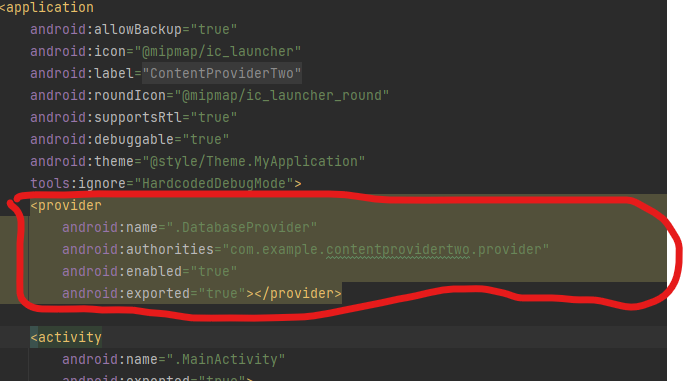 <application
android:allowBackup="true"
android:icon="@mipmap/ic_launcher"
android:label="ContentProviderTwo"
android:roundIcon="@mipmap/ic_launcher_round"
android:supportsRtl="true"
android:debuggable="true"
android:theme="@style/Theme.MyApplication"
tools:ignore="HardcodedDebugMode">
<provider
android:name=".DatabaseProvider"
android:authorities="com.example.contentprovidertwo.provider"
android:enabled="true"
android:exported="true"></provider>
<activity
android:name=".MainActivity"
android:exported="true">